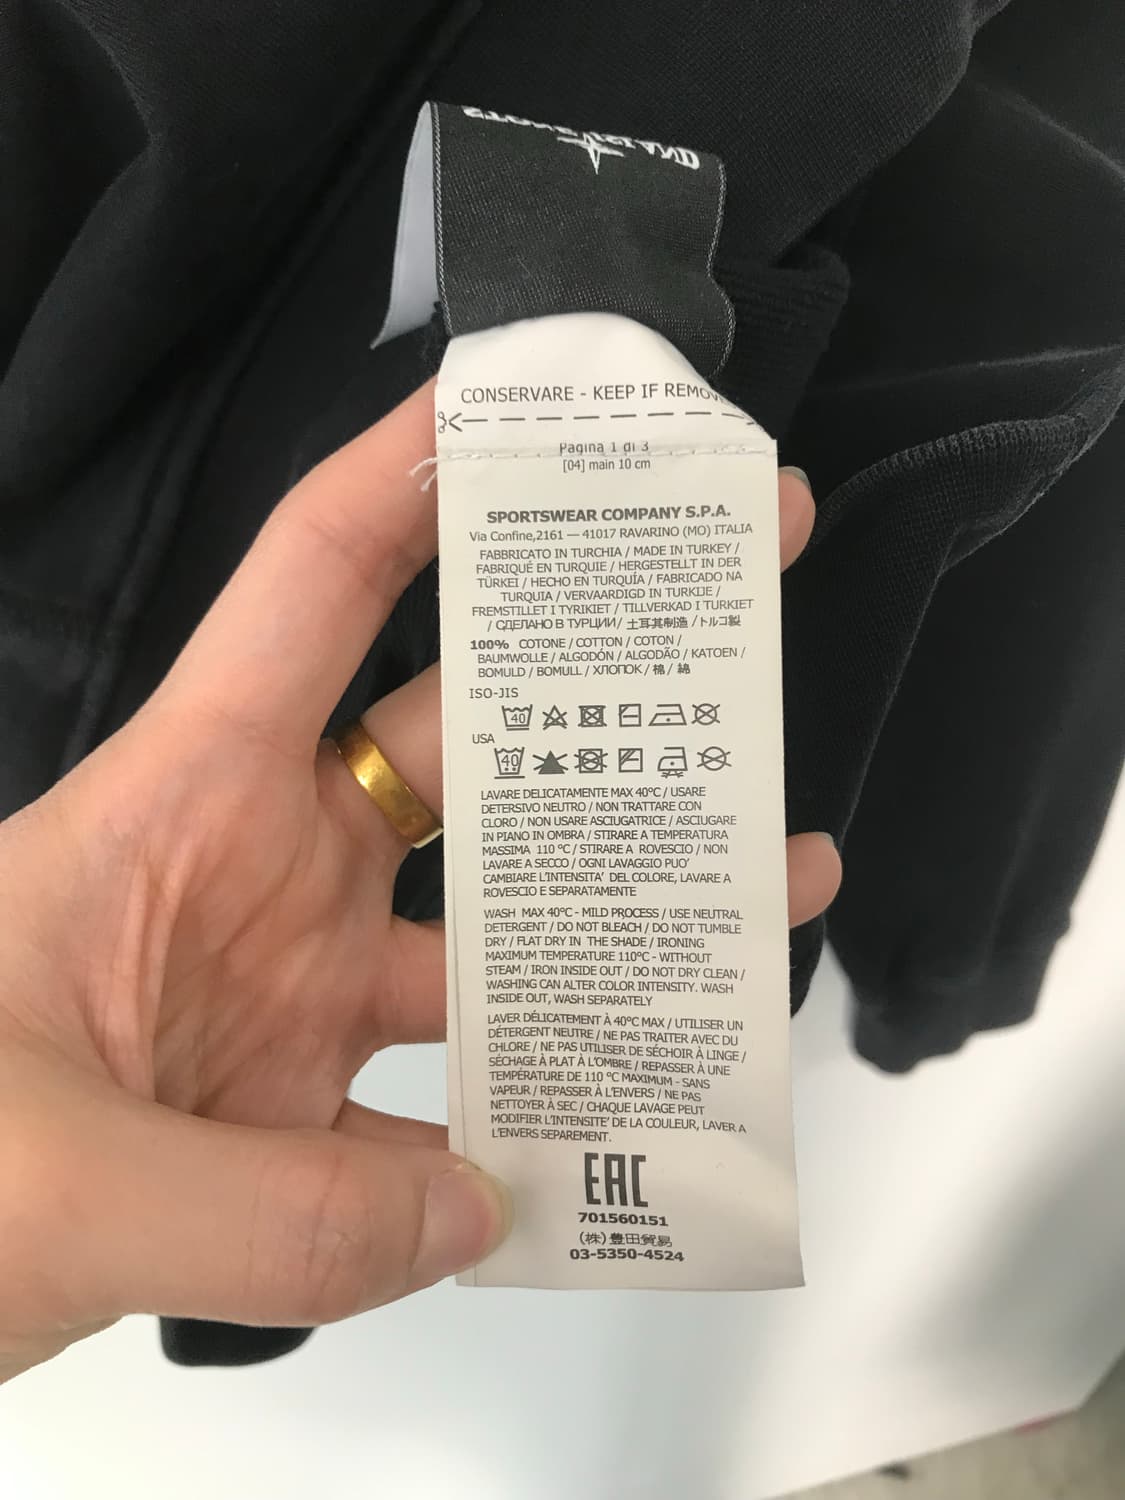 STONE ISLAND
CONSERVARE - KEEP IF REMOVED
Pagina 1 di 3
[04] main 10 cm
SPORTSWEAR COMPANY S.P.A.
Via Confine,2161 — 41017 RAVARINO (MO) ITALIA
FABBRICATO IN TURCHIA / MADE IN TURKEY /
FABRIQUÉ EN TURQUIE / HERGESTELLT IN DER
TÜRKEI / HECHO EN TURQUÍA / FABRICADO NA
TURQUIA / VERVAARDIGD IN TURKIJE /
FREMSTILLET I TYRIKIET / TILLVERKAD I TURKIET
/ СДЕЛАНО В ТУРЦИИ/ 土耳其制造 /トルコ製
100% COTONE / COTTON / COTON /
BAUMWOLLE / ALGODÓN / ALGODÃO / KATOEN /
BOMULD / BOMULL / ХЛОПОК / 棉 / 綿
ISO-JIS
40
USA
40
LAVARE DELICATAMENTE MAX 40°C / USARE
DETERSIVO NEUTRO / NON TRATTARE CON
CLORO / NON USARE ASCIUGATRICE / ASCIUGARE
IN PIANO IN OMBRA / STIRARE A TEMPERATURA
MASSIMA 110 °C / STIRARE A ROVESCIO / NON
LAVARE A SECCO / OGNI LAVAGGIO PUO'
CAMBIARE L'INTENSITA' DEL COLORE, LAVARE A
ROVESCIO E SEPARATAMENTE
WASH MAX 40°C - MILD PROCESS / USE NEUTRAL
DETERGENT / DO NOT BLEACH / DO NOT TUMBLE
DRY / FLAT DRY IN THE SHADE / IRONING
MAXIMUM TEMPERATURE 110°C - WITHOUT
STEAM / IRON INSIDE OUT / DO NOT DRY CLEAN /
WASHING CAN ALTER COLOR INTENSITY. WASH
INSIDE OUT, WASH SEPARATELY
LAVER DÉLICATEMENT À 40°C MAX / UTILISER UN
DÉTERGENT NEUTRE / NE PAS TRAITER AVEC DU
CHLORE / NE PAS UTILISER DE SÉCHOIR À LINGE /
SÉCHAGE À PLAT À L'OMBRE / REPASSER À UNE
TEMPÉRATURE DE 110 °C MAXIMUM - SANS
VAPEUR / REPASSER À L'ENVERS / NE PAS
NETTOYER À SEC / CHAQUE LAVAGE PEUT
MODIFIER L'INTENSITE' DE LA COULEUR, LAVER A
L'ENVERS SEPAREMENT.
EAC
701560151
(株) 豊田貿易
03-5350-4524